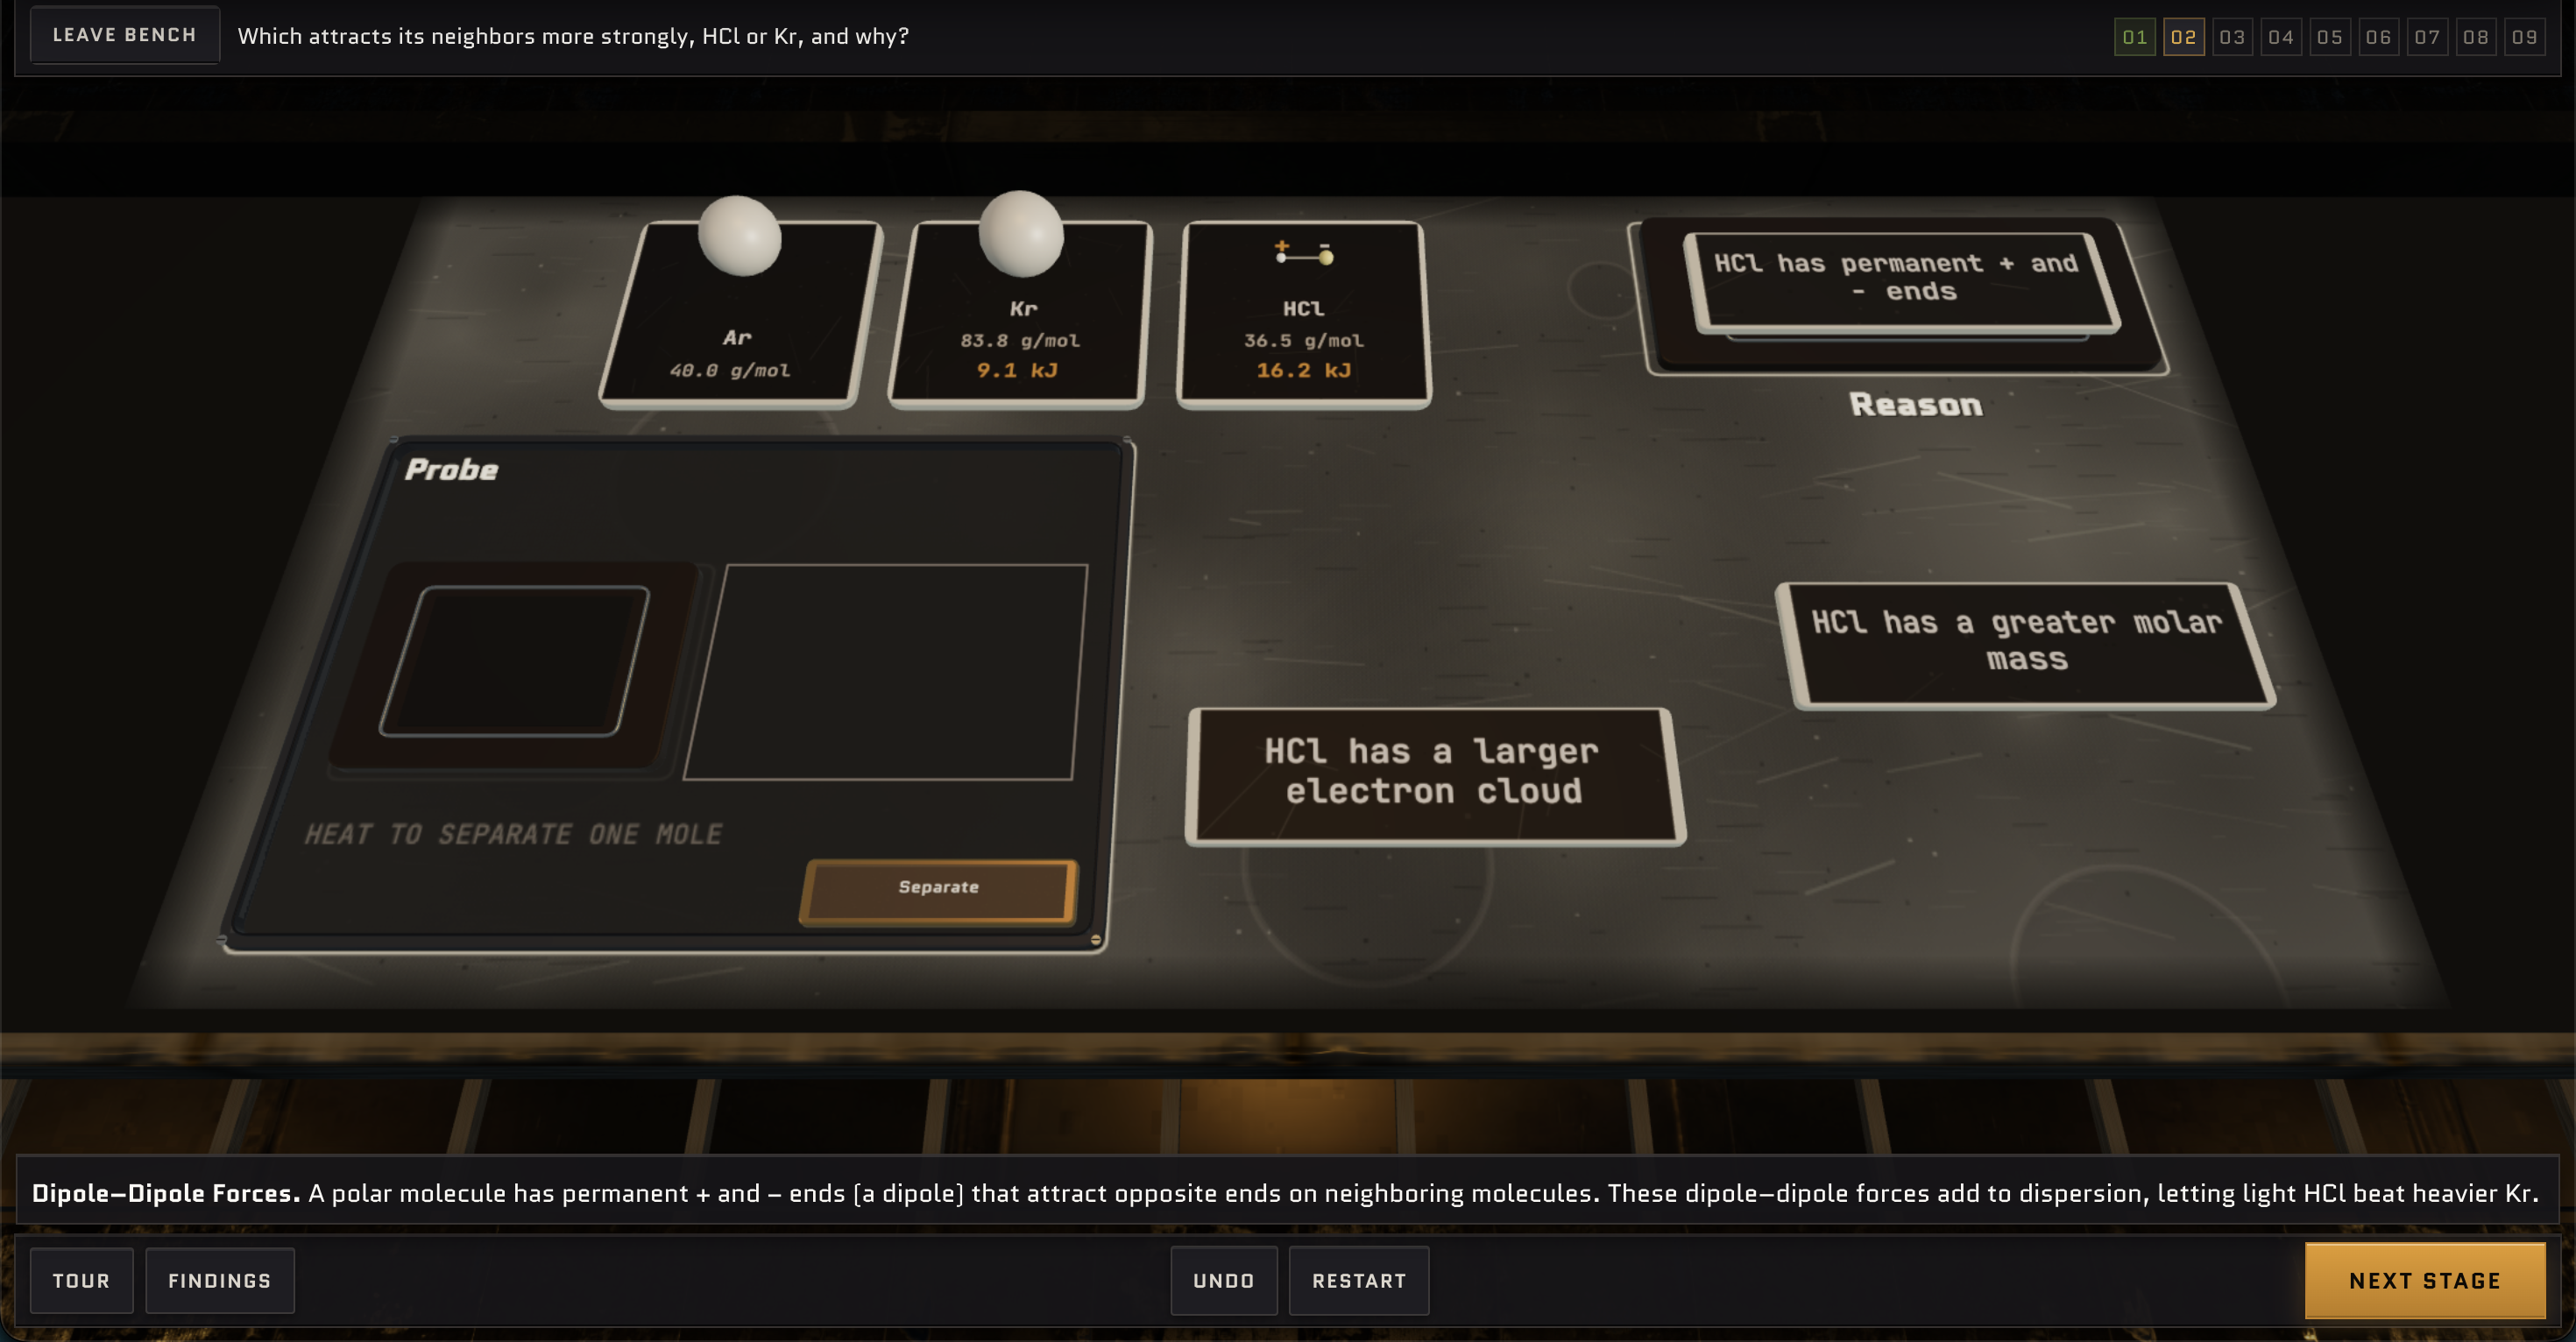 LEAVE BENCH
Which attracts its neighbors more strongly, HCl or Kr, and why?
01 02 03 04 05 06 07 08 09
+ -
Ar
40.0 g/mol
Kr
83.8 g/mol
9.1 kJ
HCl
36.5 g/mol
16.2 kJ
HCl has permanent + and
- ends
Reason
Probe
HCl has a greater molar
mass
HCl has a larger
electron cloud
HEAT TO SEPARATE ONE MOLE
Separate
Dipole–Dipole Forces. A polar molecule has permanent + and – ends (a dipole) that attract opposite ends on neighboring molecules. These dipole–dipole forces add to dispersion, letting light HCl beat heavier Kr.
TOUR
FINDINGS
UNDO
RESTART
NEXT STAGE